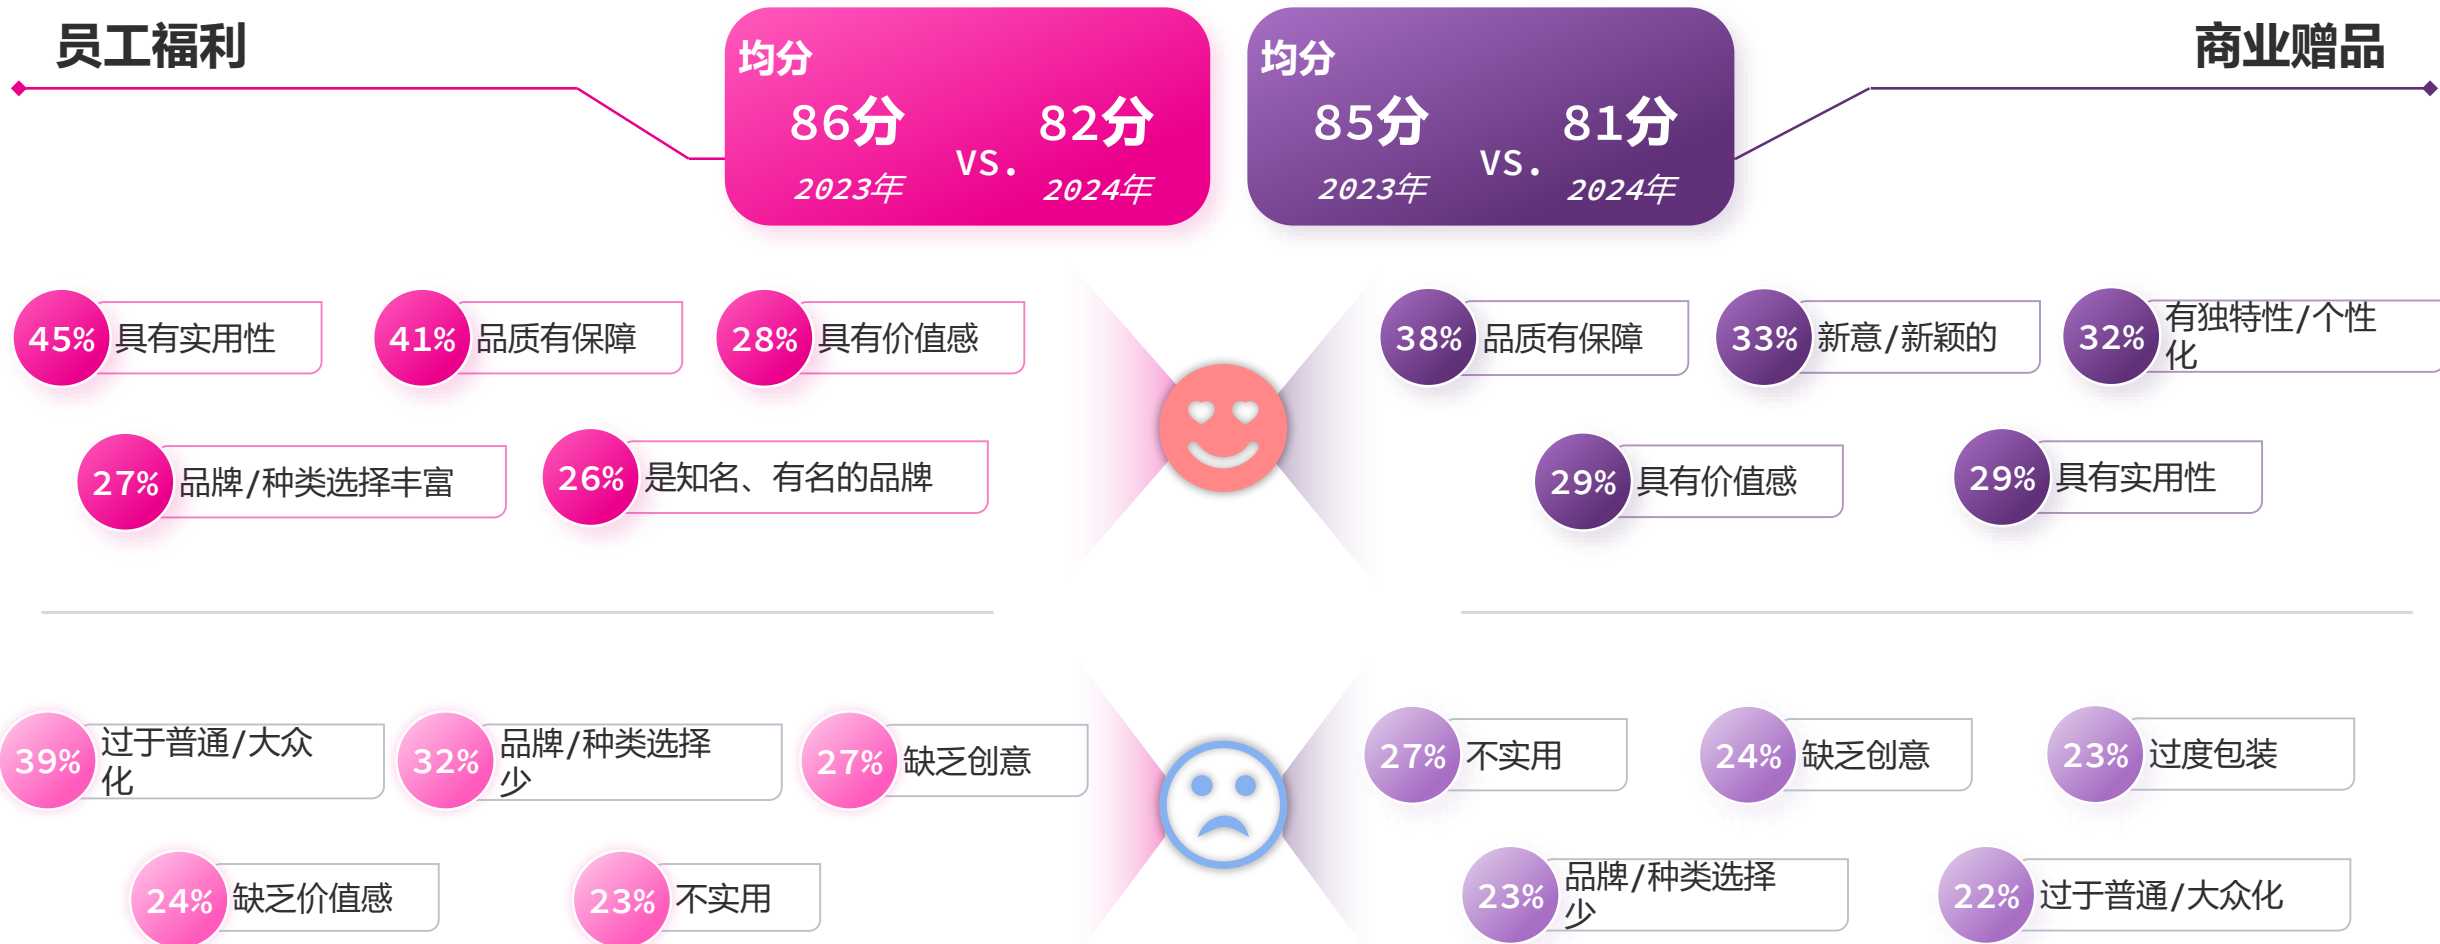 员工福利
均分
86分 VS. 82分
2023年 2024年
均分
85分 VS. 81分
2023年 2024年
商业赠品
45% 具有实用性
41% 品质有保障
28% 具有价值感
27% 品牌/种类选择丰富
26% 是知名、有名的品牌
38% 品质有保障
33% 新意/新颖的
32% 有独特性/个性
化
29% 具有价值感
29% 具有实用性
39% 过于普通/大众
化
32% 品牌/种类选择
少
27% 缺乏创意
24% 缺乏价值感
23% 不实用
27% 不实用
24% 缺乏创意
23% 过度包装
23% 品牌/种类选择
少
22% 过于普通/大众化